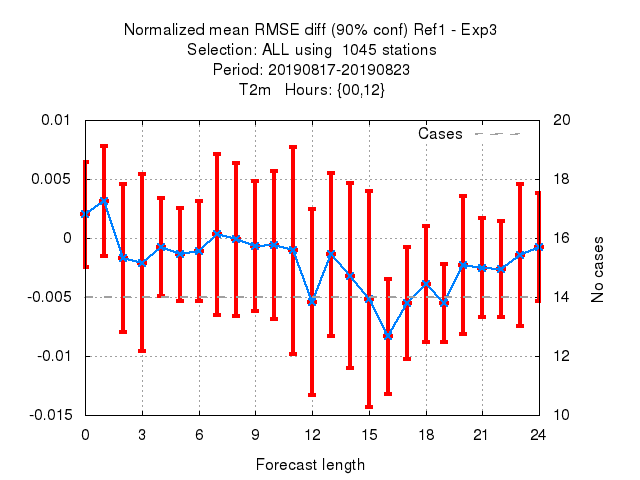 Normalized mean RMSE diff (90% conf) Ref1 - Exp3
Selection: ALL using  1045 stations
Period: 20190817-20190823
T2m   Hours: {00,12}
Cases
0.01
0.005
0
-0.005
-0.01
-0.015
20
18
16
14
12
10
No cases
0 3 6 9 12 15 18 21 24
Forecast length